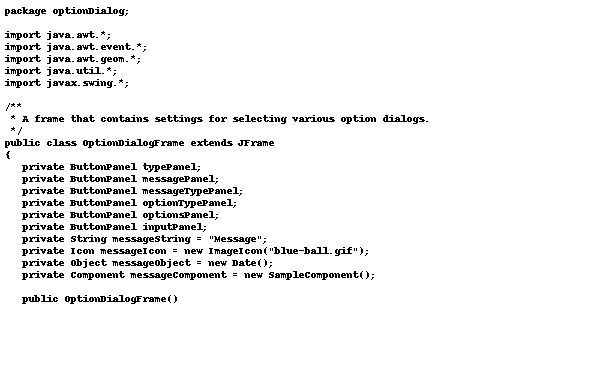 package optionDialog;

import java.awt.*;
import java.awt.event.*;
import java.awt.geom.*;
import java.util.*;
import javax.swing.*;

/**
 * A frame that contains settings for selecting various option dialogs.
 */
public class OptionDialogFrame extends JFrame
{
   private ButtonPanel typePanel;
   private ButtonPanel messagePanel;
   private ButtonPanel messageTypePanel;
   private ButtonPanel optionTypePanel;
   private ButtonPanel optionsPanel;
   private ButtonPanel inputPanel;
   private String messageString = "Message";
   private Icon messageIcon = new ImageIcon("blue-ball.gif");
   private Object messageObject = new Date();
   private Component messageComponent = new SampleComponent();

   public OptionDialogFrame()